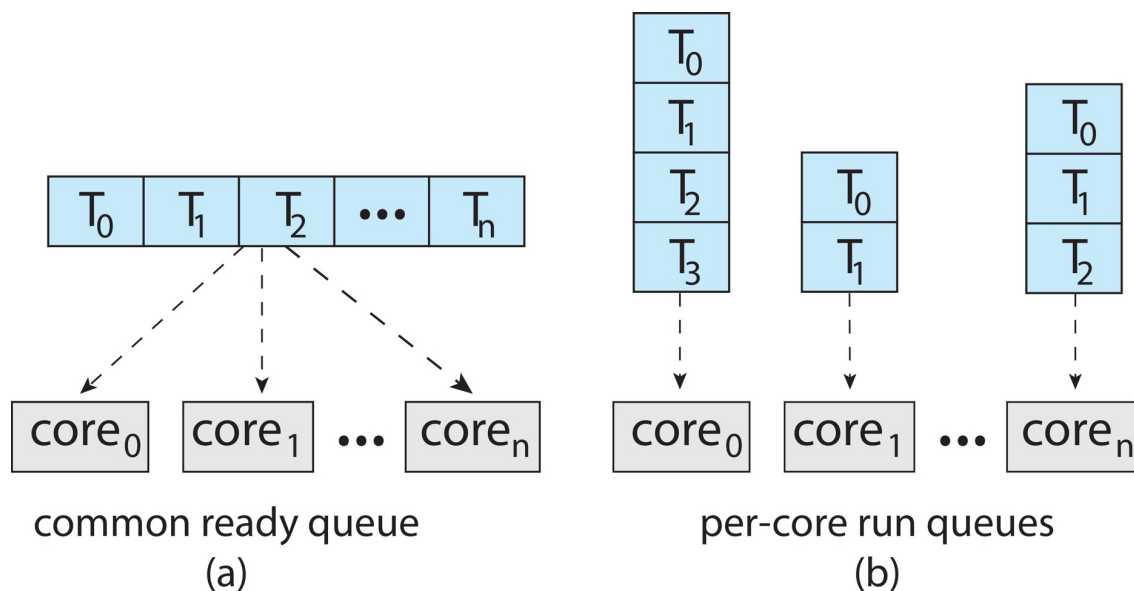 T₀ T₁ T₂ ••• Tₙ
core₀ core₁ ••• coreₙ
common ready queue
(a)
T₀
T₁
T₂
T₃
T₀
T₁
T₀
T₁
T₂
core₀ core₁ ••• coreₙ
per-core run queues
(b)